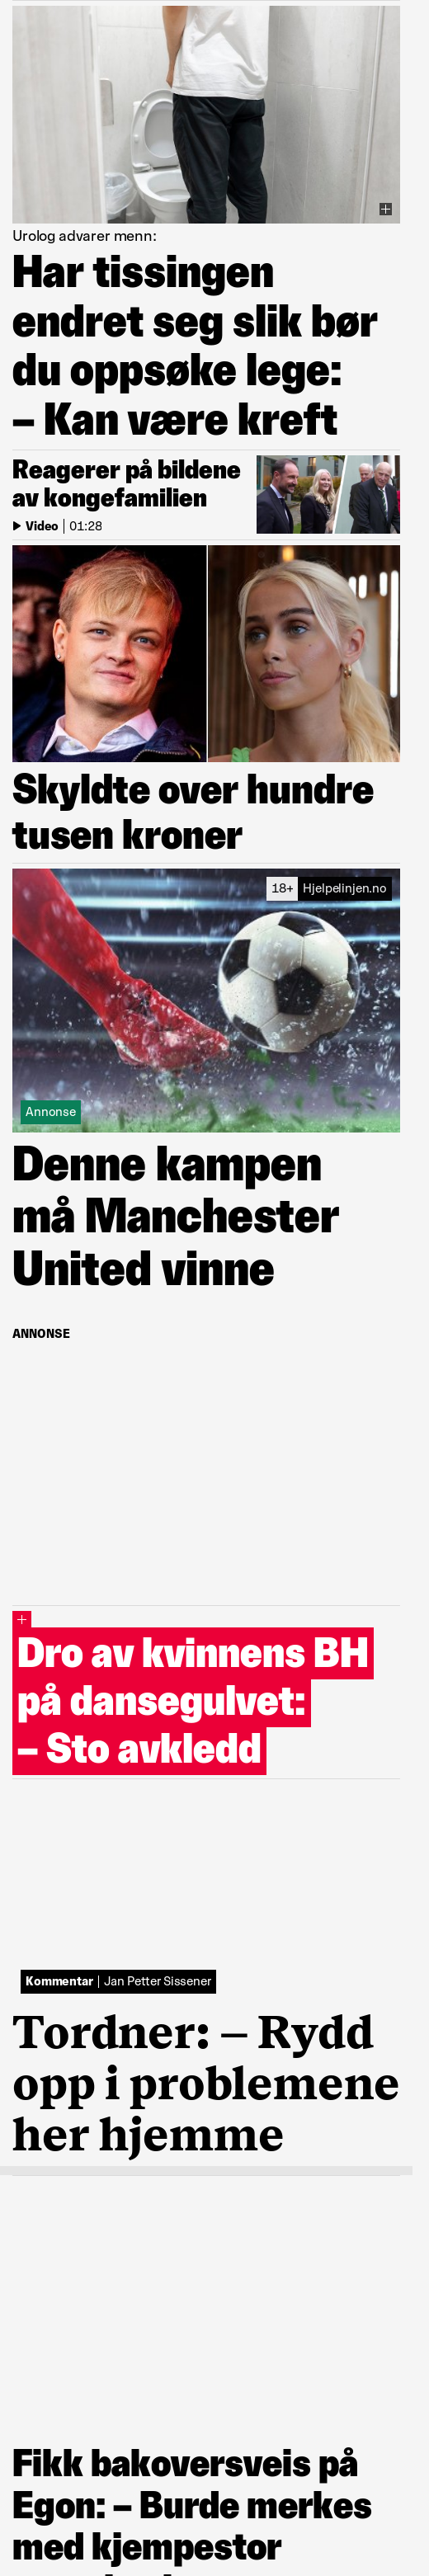 Urolog advarer menn:
Har tissingen
endret seg slik bør
du oppsøke lege:
– Kan være kreft
Reagerer på bildene
av kongefamilien
Video | 01:28
Skyldte over hundre
tusen kroner
18+ Hjelpelinjen.no
Annonse
Denne kampen
må Manchester
United vinne
ANNONSE
Dro av kvinnens BH
på dansegulvet:
– Sto avkledd
Kommentar | Jan Petter Sissener
Tordner: – Rydd
opp i problemene
her hjemme
Fikk bakoversveis på
Egon: – Burde merkes
med kjempestor